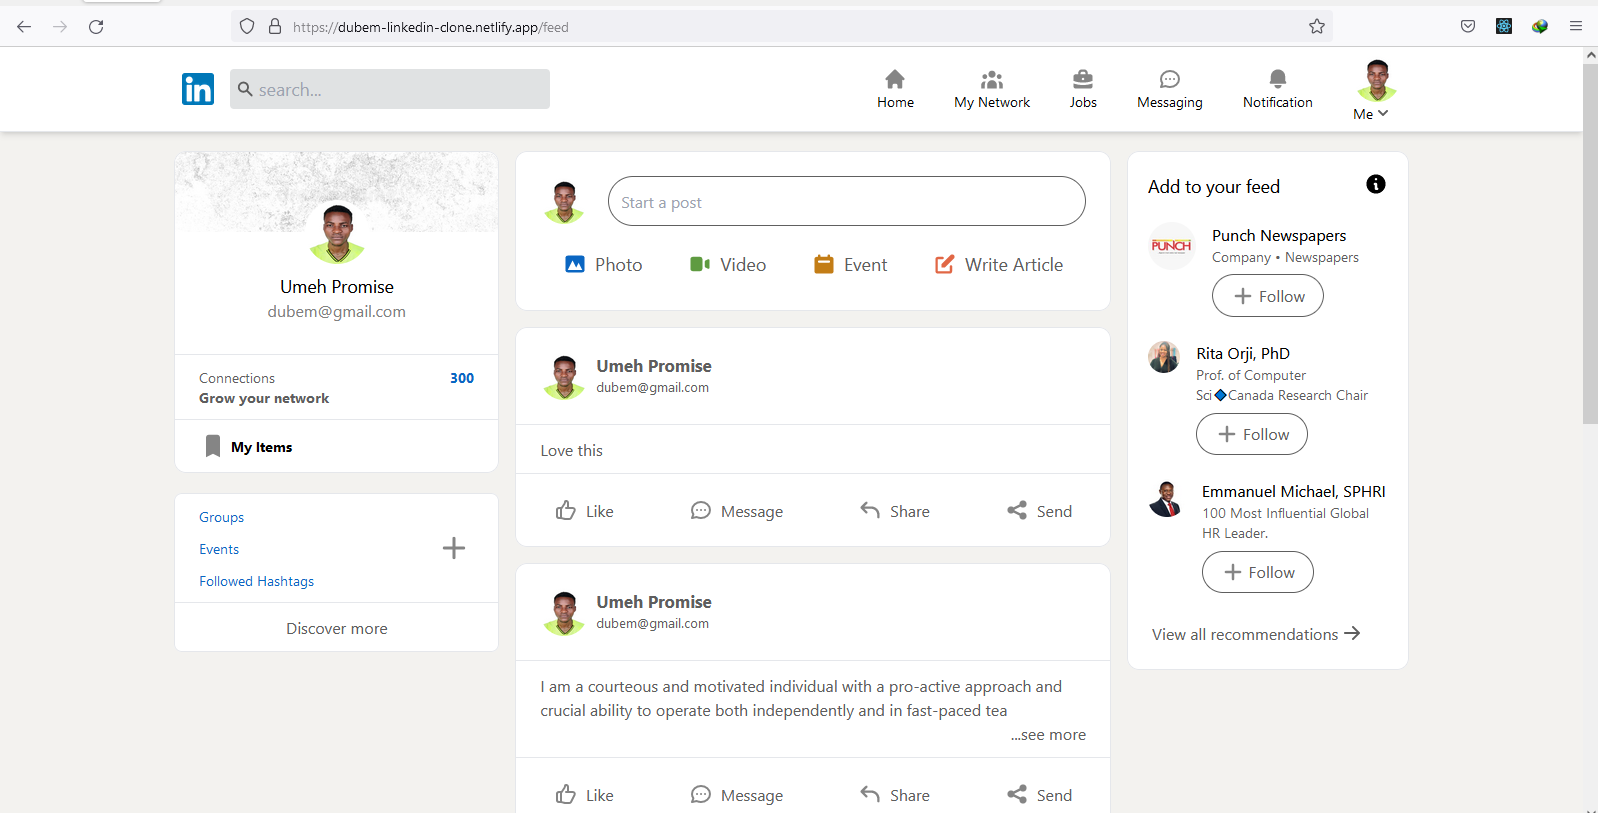 https://dubem-linkedin-clone.netlify.app/feed
in
search...
Home
My Network
Jobs
Messaging
Notification
Me
Umeh Promise
dubem@gmail.com
Connections
300
Grow your network
My Items
Groups
Events
Followed Hashtags
Discover more
Start a post
Photo
Video
Event
Write Article
Umeh Promise
dubem@gmail.com
Love this
Like
Message
Share
Send
Umeh Promise
dubem@gmail.com
I am a courteous and motivated individual with a pro-active approach and
crucial ability to operate both independently and in fast-paced tea
...see more
Like
Message
Share
Send
Add to your feed
PUNCH
Punch Newspapers
Company • Newspapers
Follow
Rita Orji, PhD
Prof. of Computer
Sci🔷Canada Research Chair
Follow
Emmanuel Michael, SPHRI
100 Most Influential Global
HR Leader.
Follow
View all recommendations